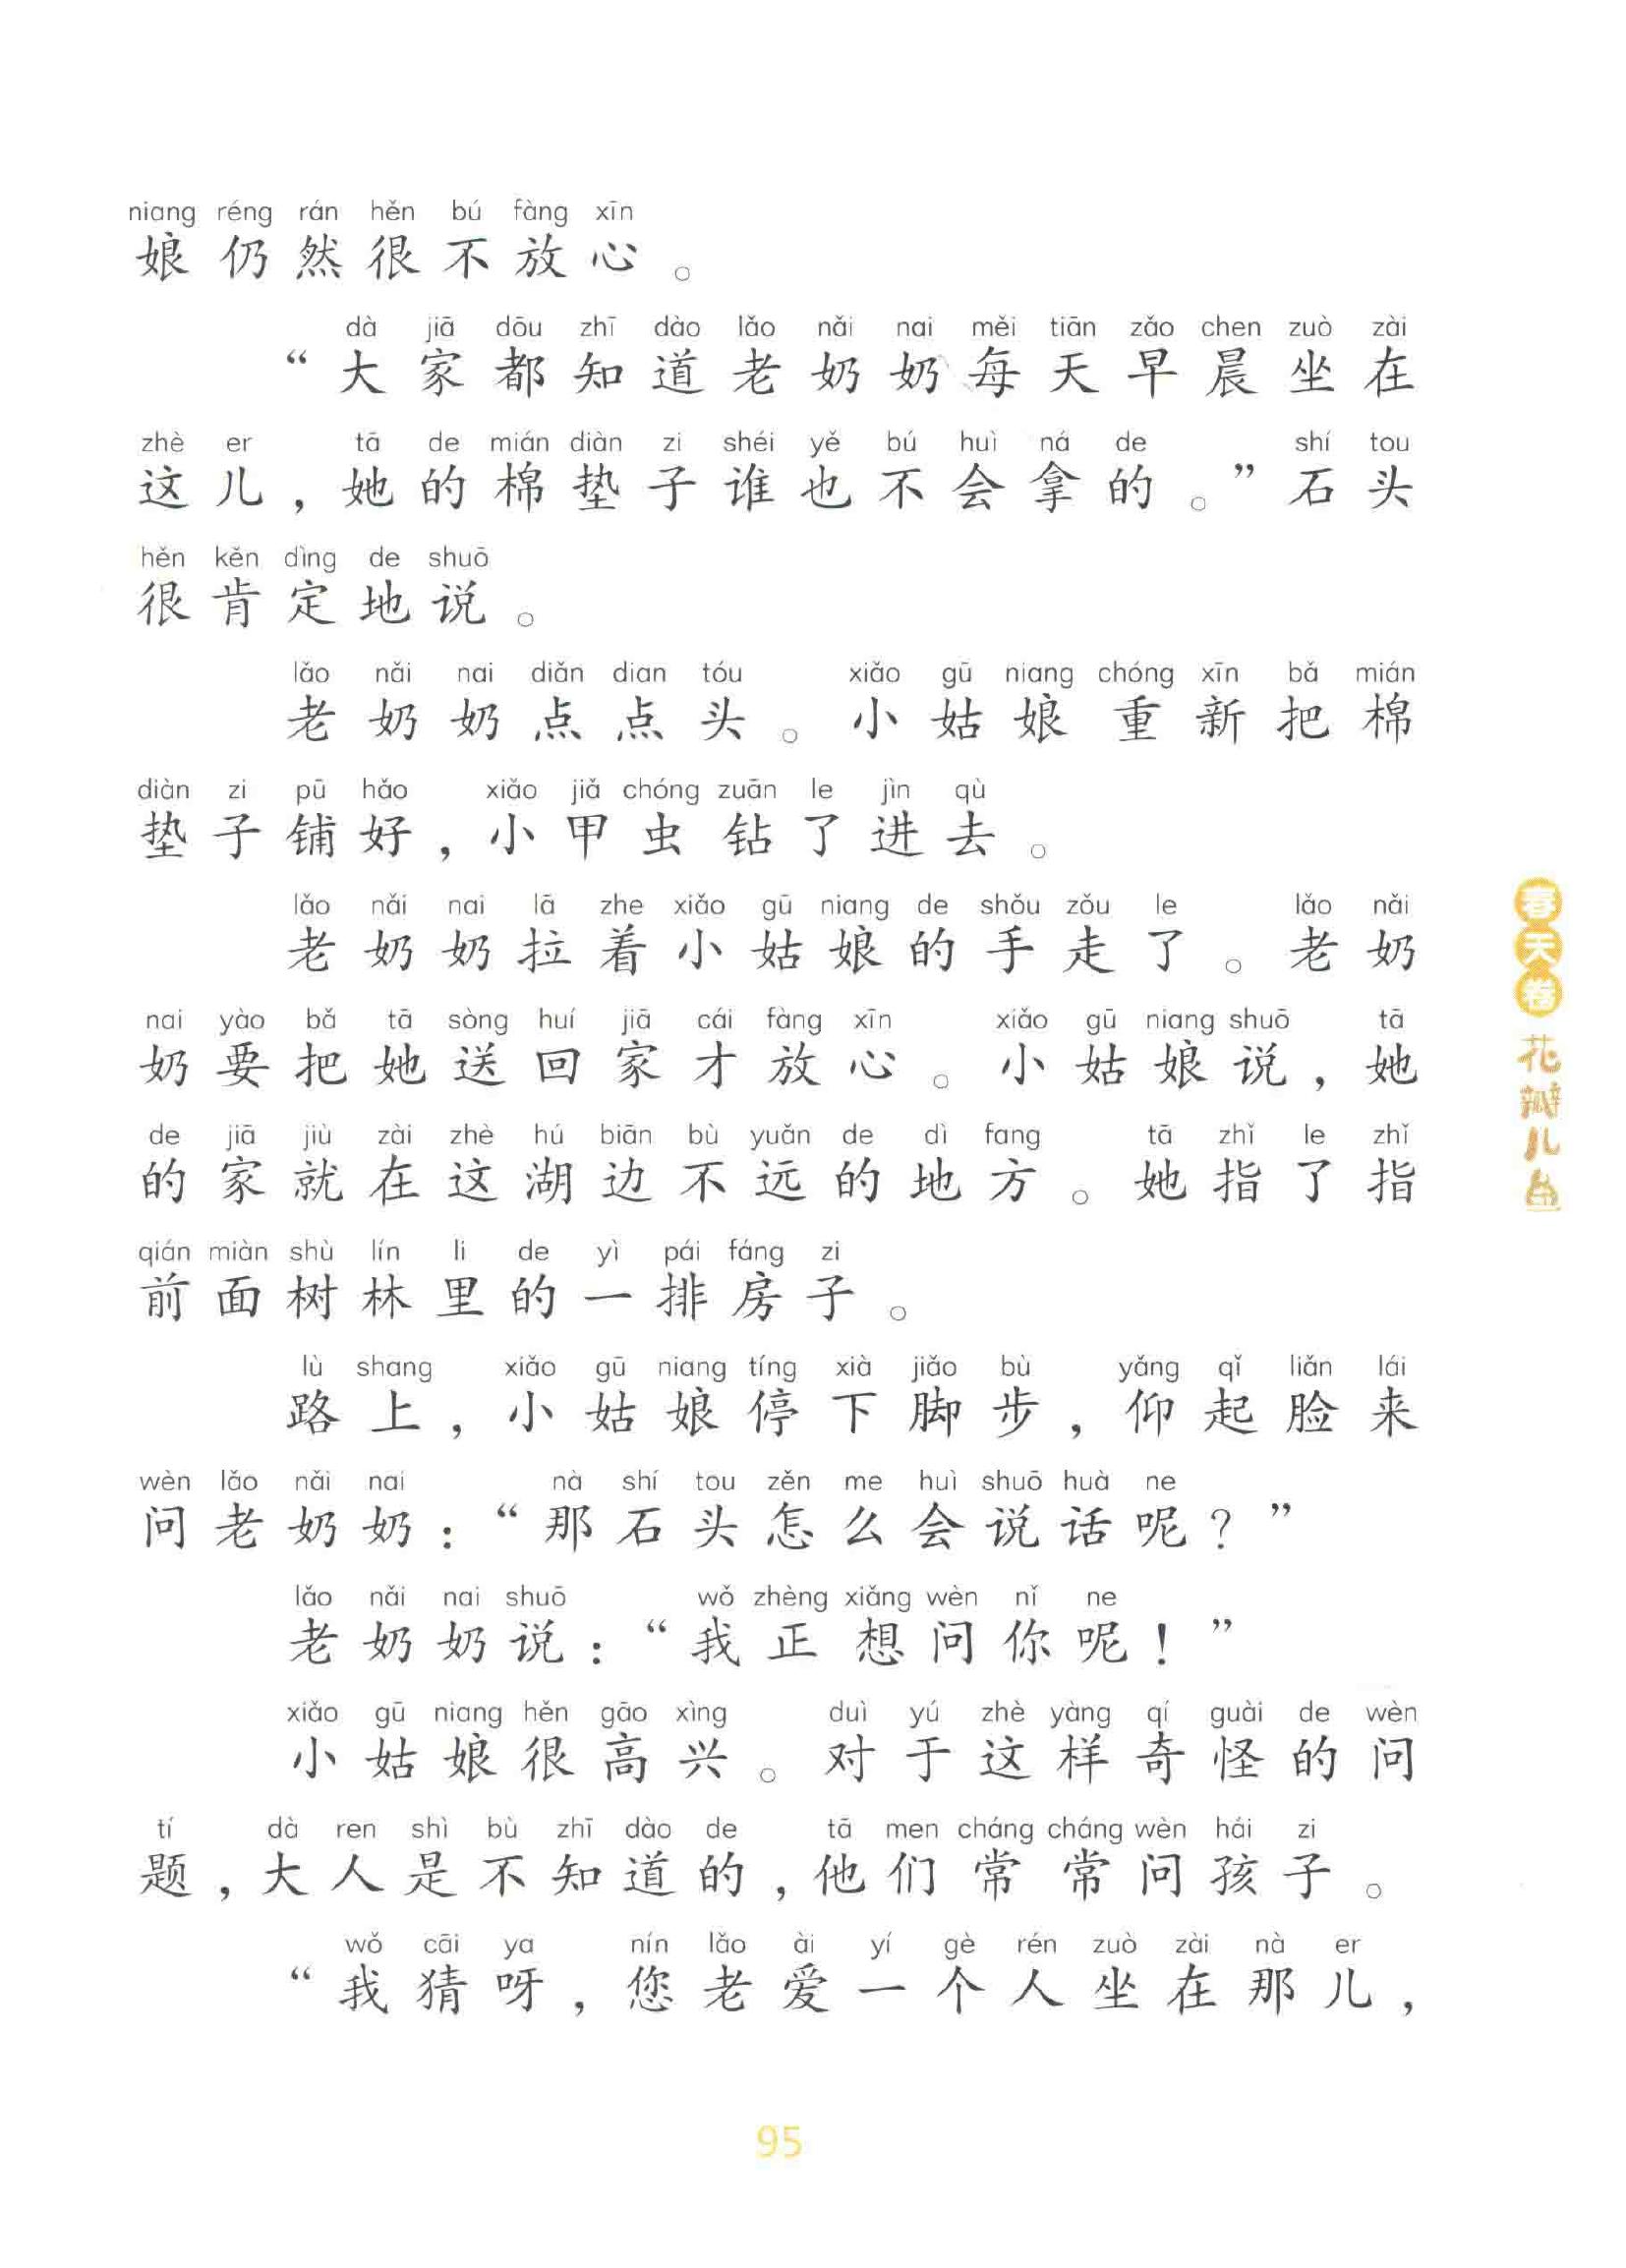 niang réng rán hěn bú fàng xīn
娘仍然很不放心。
dà jiā dōu zhī dào lǎo nǎi nai měi tiān zǎo chen zuò zài
“大家都知道老奶奶每天早晨坐在
zhè er tā de mián diàn zi shéi yě bú huì ná de shí tou
这儿，她的棉垫子谁也不会拿的。”石头
hěn kěn dìng de shuō
很肯定地说。
lǎo nǎi nai diǎn dian tóu xiǎo gū niang chóng xīn bǎ mián
老奶奶点点头。小姑娘重新把棉
diàn zi pū hǎo xiǎo jiǎ chóng zuān le jìn qù
垫子铺好，小甲虫钻了进去。
lǎo nǎi nai lā zhe xiǎo gū niang de shǒu zǒu le lǎo nǎi
老奶奶拉着小姑娘的手走了。老奶
nai yào bǎ tā sòng huí jiā cái fàng xīn xiǎo gū niang shuō tā
奶要把她送回家才放心。小姑娘说，她
de jiā jiù zài zhè hú biān bù yuǎn de dì fang tā zhǐ le zhǐ
的家就在这湖边不远的地方。她指了指
qián miàn shù lín li de yì pái fáng zi
前面树林里的一排房子。
lù shang xiǎo gū niang tíng xià jiǎo bù yǎng qǐ liǎn lái
路上，小姑娘停下脚步，仰起脸来
wèn lǎo nǎi nai nà shí tou zěn me huì shuō huà ne
问老奶奶：“那石头怎么会说话呢？”
lǎo nǎi nai shuō wǒ zhèng xiǎng wèn nǐ ne
老奶奶说：“我正想问你呢！”
xiǎo gū niang hěn gāo xìng duì yú zhè yàng qí guài de wèn
小姑娘很高兴。对于这样奇怪的问
tí dà ren shì bù zhī dào de tā men cháng cháng wèn hái zi
题，大人是不知道的，他们常常问孩子。
wǒ cāi ya nín lǎo ài yí gè rén zuò zài nà er
“我猜呀，您老爱一个人坐在那儿，
春天卷 花瓣儿鱼
95